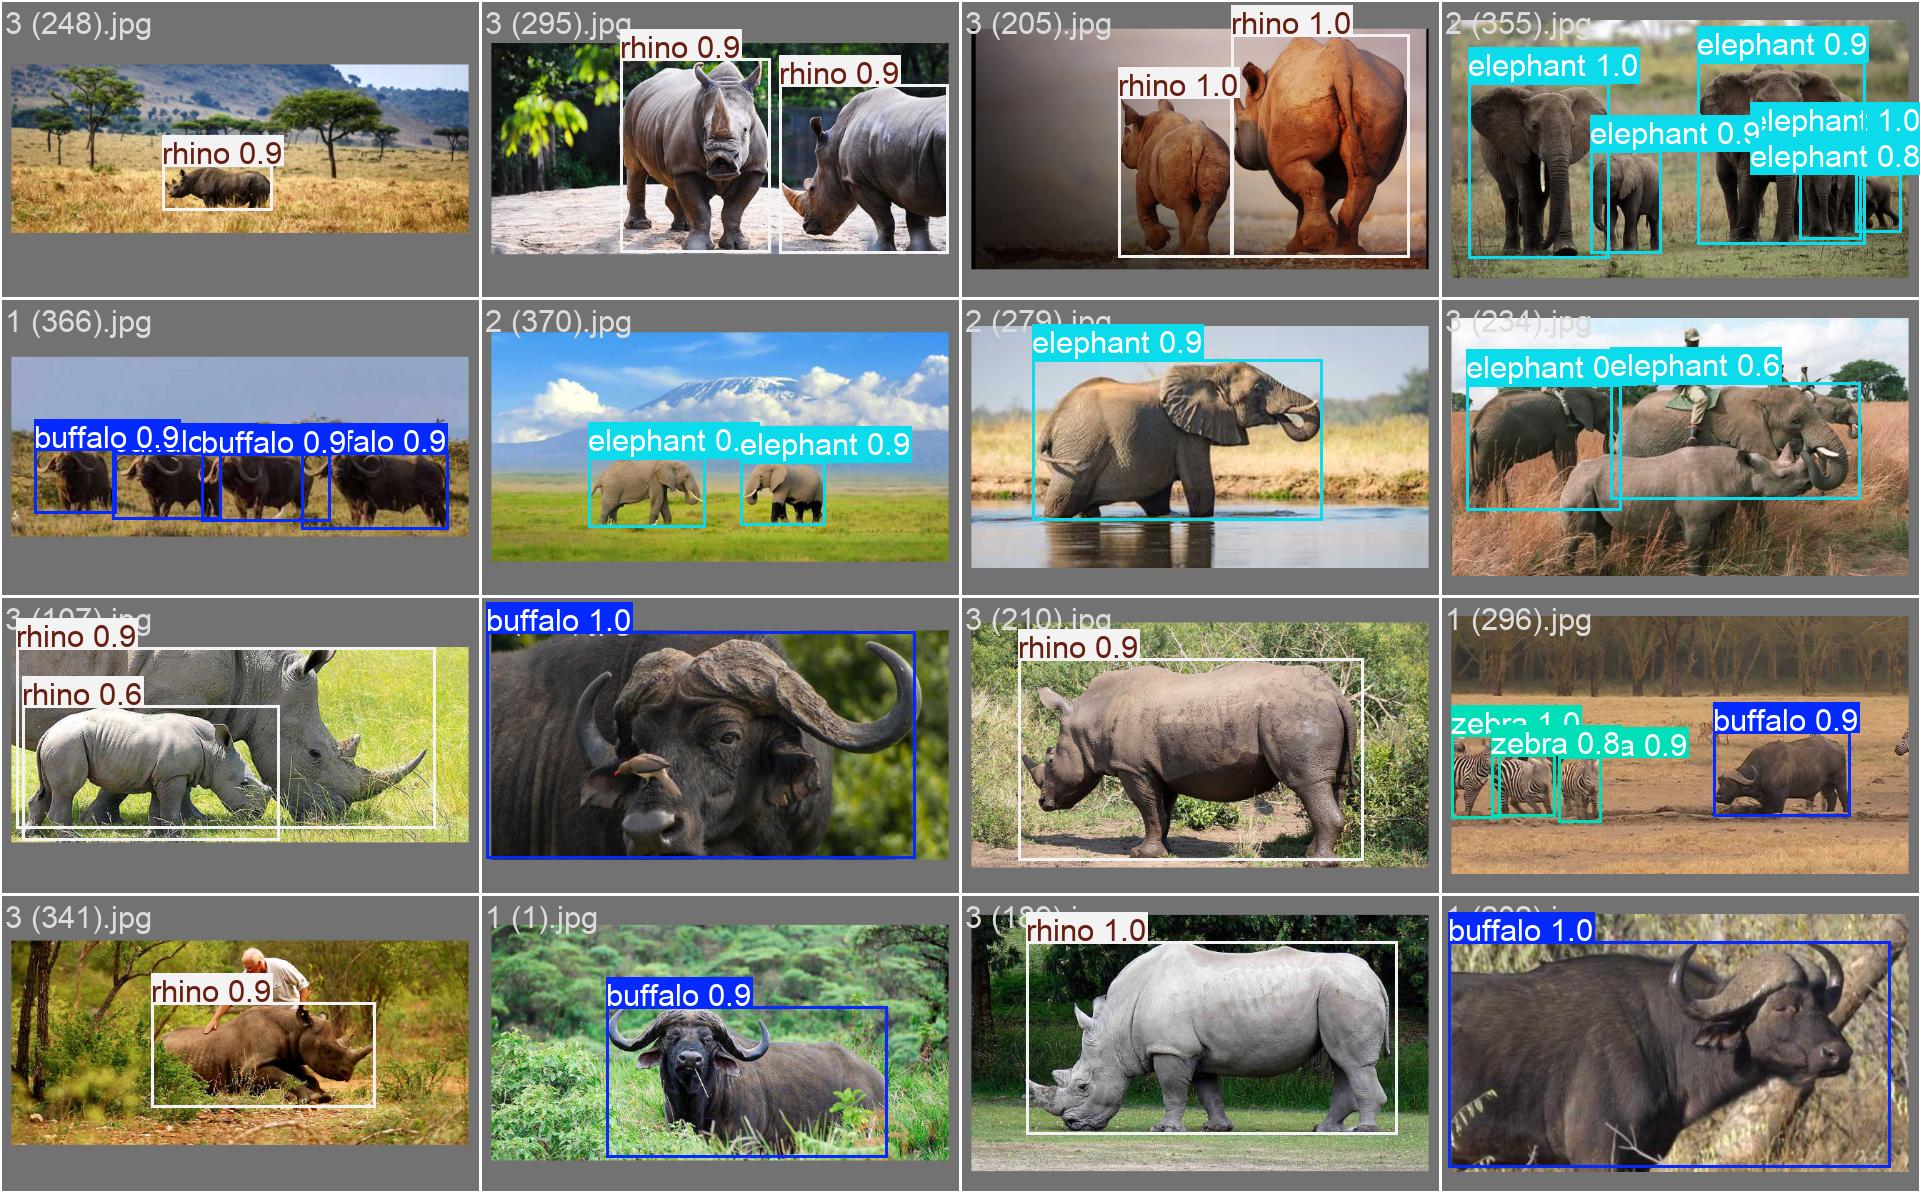 3 (248).jpg
rhino 0.9
3 (295).jpg
rhino 0.9
rhino 0.9
3 (205).jpg
rhino 1.0
rhino 1.0
2 (355).jpg
elephant 0.9
elephant 1.0
elephant 0.9
elephant 1.0
elephant 0.8
1 (366).jpg
buffalo 0.9
buffalo 0.9
falo 0.9
2 (370).jpg
elephant 0.
elephant 0.9
2 (279).jpg
elephant 0.9
3 (234).jpg
elephant 0
elephant 0.6
3 (107).jpg
rhino 0.9
rhino 0.6
buffalo 1.0
3 (210).jpg
rhino 0.9
1 (296).jpg
zebra 1.0
zebra 0.8
a 0.9
buffalo 0.9
3 (341).jpg
rhino 0.9
1 (1).jpg
buffalo 0.9
3 (18
rhino 1.0
buffalo 1.0